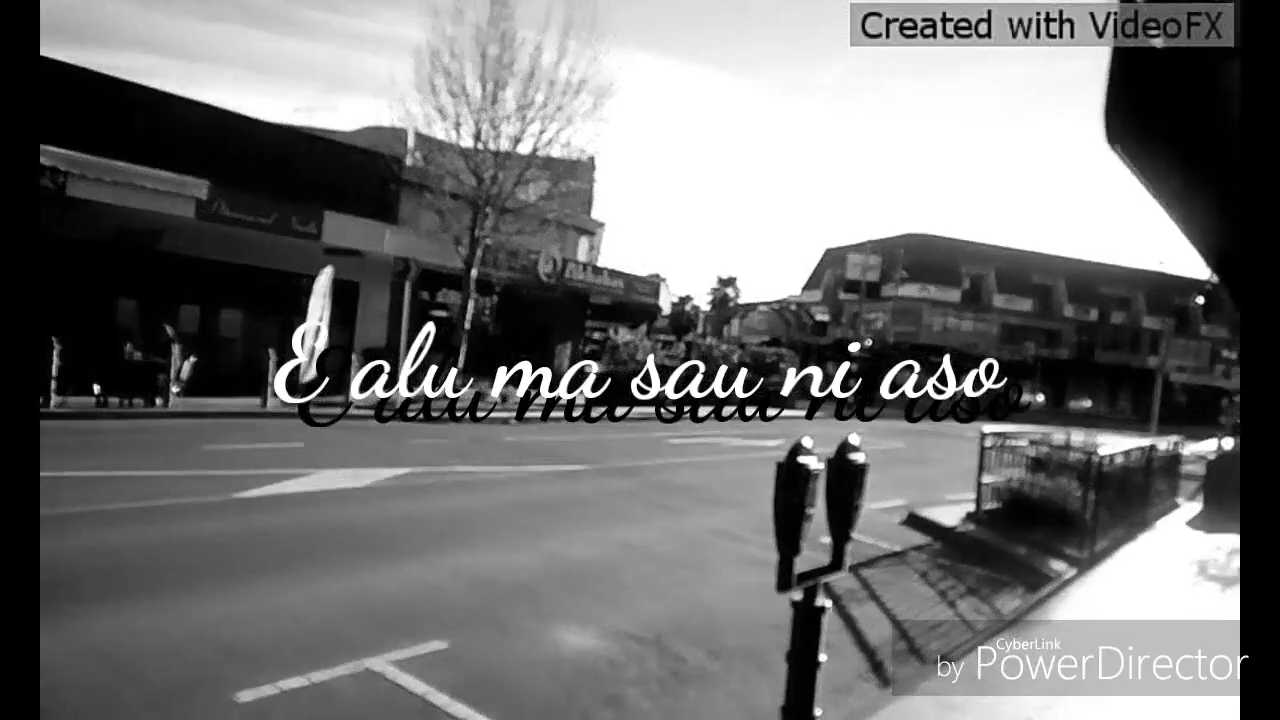 Created with VideoFX
E alu ma sau ni aso
CyberLink
by PowerDirector